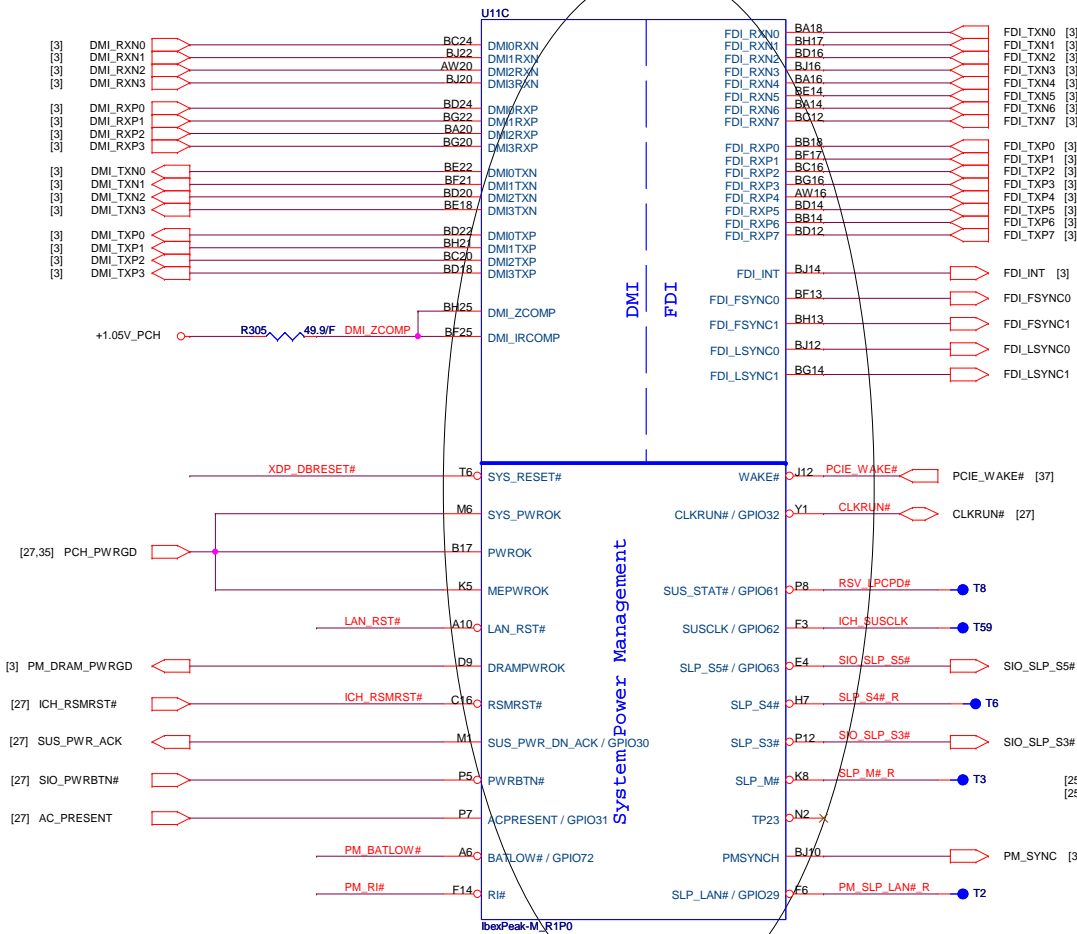 U11C
[3] DMI_RXN0 BC24 DMI0RXN
[3] DMI_RXN1 BJ22 DMI1RXN
[3] DMI_RXN2 AW20 DMI2RXN
[3] DMI_RXN3 BJ20 DMI3RXN
[3] DMI_RXP0 BD24 DMI0RXP
[3] DMI_RXP1 BG22 DMI1RXP
[3] DMI_RXP2 BA20 DMI2RXP
[3] DMI_RXP3 BG20 DMI3RXP
[3] DMI_TXN0 BE22 DMI0TXN
[3] DMI_TXN1 BF21 DMI1TXN
[3] DMI_TXN2 BD20 DMI2TXN
[3] DMI_TXN3 BE18 DMI3TXN
[3] DMI_TXP0 BD22 DMI0TXP
[3] DMI_TXP1 BH21 DMI1TXP
[3] DMI_TXP2 BC20 DMI2TXP
[3] DMI_TXP3 BD18 DMI3TXP
BH25 DMI_ZCOMP
+1.05V_PCH R305 49.9/F DMI_ZCOMP BF25 DMI_IRCOMP
DMI
FDI
FDI_RXN0 BA18 FDI_TXN0 [3]
FDI_RXN1 BH17 FDI_TXN1 [3]
FDI_RXN2 BD16 FDI_TXN2 [3]
FDI_RXN3 BJ16 FDI_TXN3 [3]
FDI_RXN4 BA16 FDI_TXN4 [3]
FDI_RXN5 BE14 FDI_TXN5 [3]
FDI_RXN6 BA14 FDI_TXN6 [3]
FDI_RXN7 BC12 FDI_TXN7 [3]
FDI_RXP0 BB18 FDI_TXP0 [3]
FDI_RXP1 BF17 FDI_TXP1 [3]
FDI_RXP2 BC16 FDI_TXP2 [3]
FDI_RXP3 BG16 FDI_TXP3 [3]
FDI_RXP4 AW16 FDI_TXP4 [3]
FDI_RXP5 BD14 FDI_TXP5 [3]
FDI_RXP6 BB14 FDI_TXP6 [3]
FDI_RXP7 BD12 FDI_TXP7 [3]
FDI_INT BJ14 FDI_INT [3]
FDI_FSYNC0 BF13 FDI_FSYNC0
FDI_FSYNC1 BH13 FDI_FSYNC1
FDI_LSYNC0 BJ12 FDI_LSYNC0
FDI_LSYNC1 BG14 FDI_LSYNC1
XDP_DBRESET# T6 SYS_RESET#
M6 SYS_PWROK
[27,35] PCH_PWRGD B17 PWROK
K5 MEPWROK
LAN_RST# A10 LAN_RST#
[3] PM_DRAM_PWRGD D9 DRAMPWROK
[27] ICH_RSMRST# ICH_RSMRST# C16 RSMRST#
[27] SUS_PWR_ACK M1 SUS_PWR_DN_ACK / GPIO30
[27] SIO_PWRBTN# P5 PWRBTN#
[27] AC_PRESENT P7 ACPRESENT / GPIO31
PM_BATLOW# A6 BATLOW# / GPIO72
PM_RI# F14 RI#
System Power Management
WAKE# J12 PCIE_WAKE# PCIE_WAKE# [37]
CLKRUN# / GPIO32 Y1 CLKRUN# CLKRUN# [27]
SUS_STAT# / GPIO61 P8 RSV_LPCPD# T8
SUSCLK / GPIO62 F3 ICH_SUSCLK T59
SLP_S5# / GPIO63 E4 SIO_SLP_S5# SIO_SLP_S5#
SLP_S4# H7 SLP_S4#_R T6
SLP_S3# P12 SIO_SLP_S3# SIO_SLP_S3#
SLP_M# K8 SLP_M#_R T3
[25
[25
TP23 N2
PMSYNCH BJ10 PM_SYNC [3
SLP_LAN# / GPIO29 F6 PM_SLP_LAN#_R T2
IbexPeak-M_R1P0